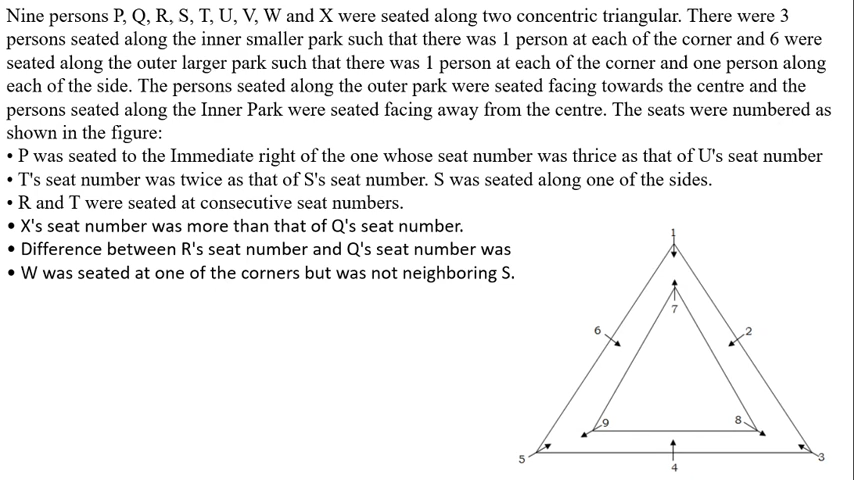 Nine persons P, Q, R, S, T, U, V, W and X were seated along two concentric triangular. There were 3
persons seated along the inner smaller park such that there was 1 person at each of the corner and 6 were
seated along the outer larger park such that there was 1 person at each of the corner and one person along
each of the side. The persons seated along the outer park were seated facing towards the centre and the
persons seated along the Inner Park were seated facing away from the centre. The seats were numbered as
shown in the figure:
• P was seated to the Immediate right of the one whose seat number was thrice as that of U's seat number
• T's seat number was twice as that of S's seat number. S was seated along one of the sides.
• R and T were seated at consecutive seat numbers.
• X's seat number was more than that of Q's seat number.
• Difference between R's seat number and Q's seat number was
• W was seated at one of the corners but was not neighboring S.
1
7
6
2
9
8
5
3
4